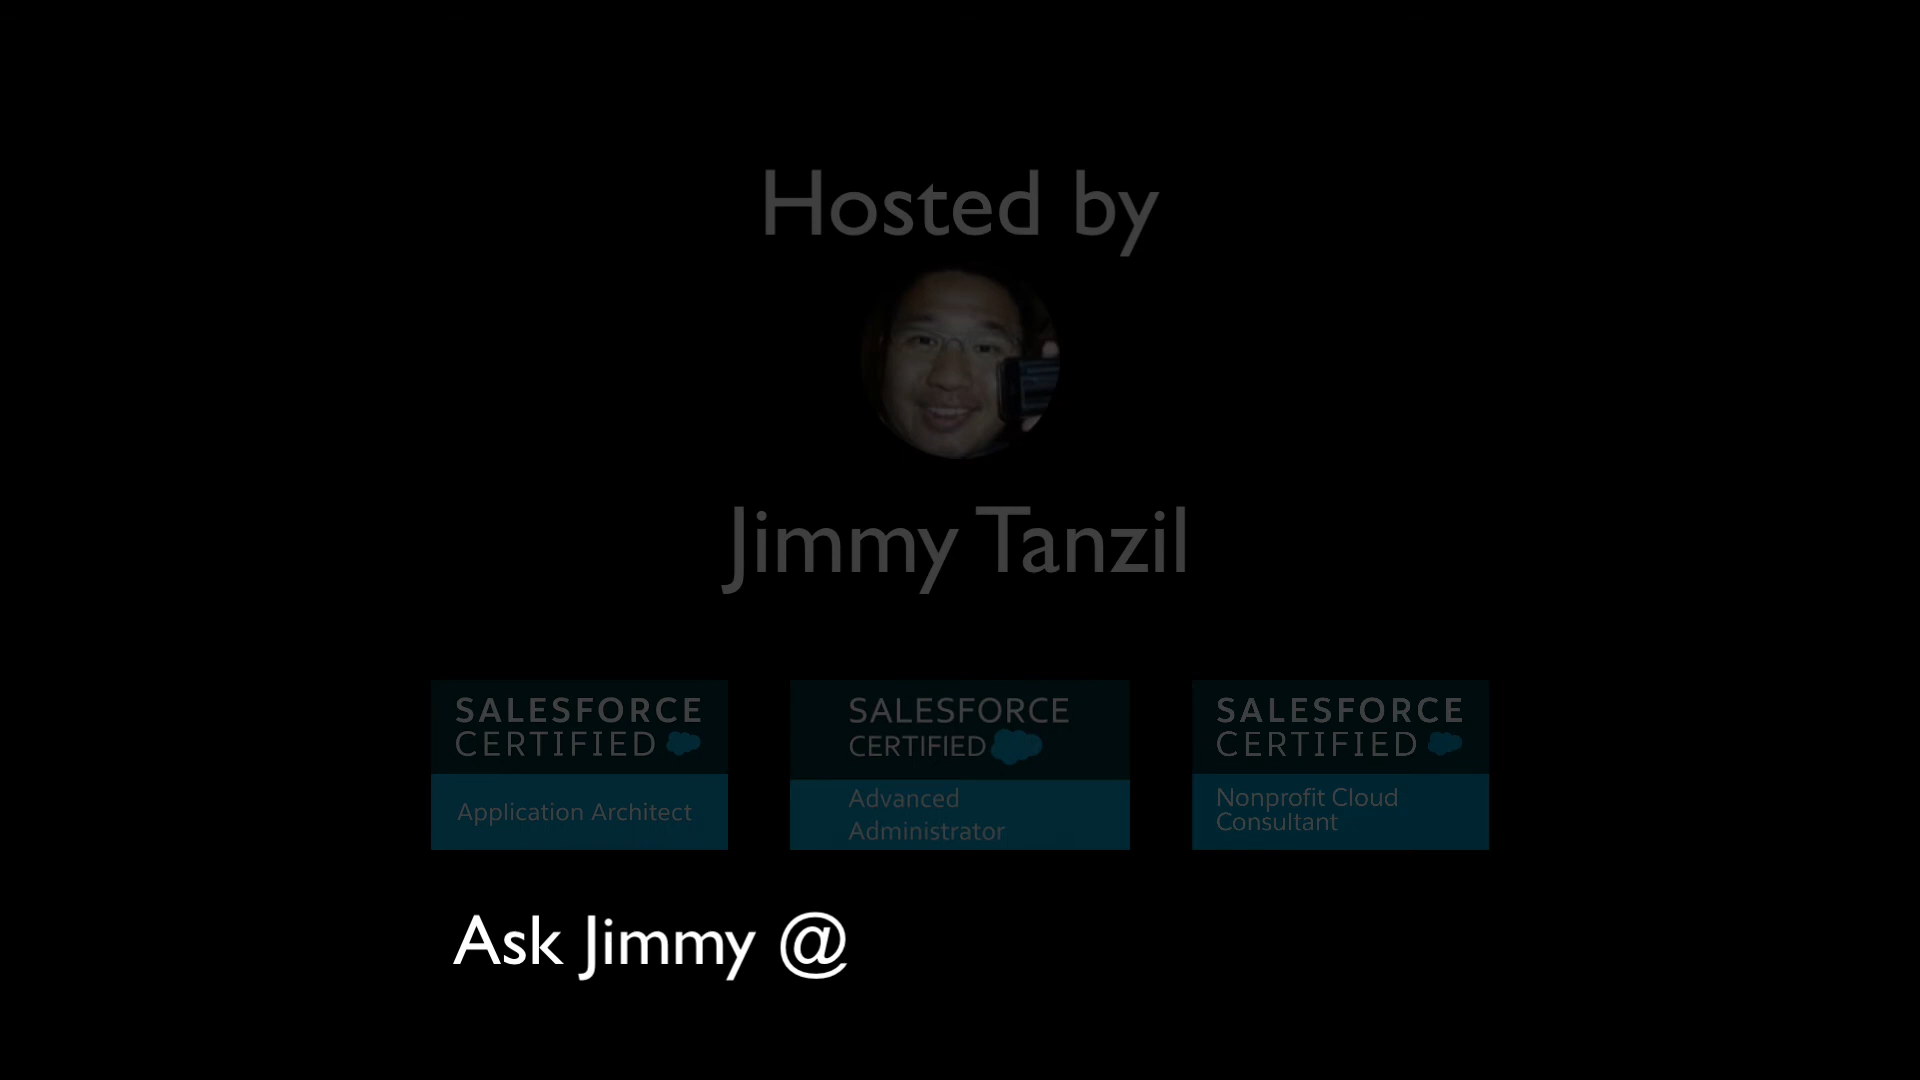 Hosted by
Jimmy Tanzil
SALESFORCE
CERTIFIED
Application Architect
SALESFORCE
CERTIFIED
Advanced
Administrator
SALESFORCE
CERTIFIED
Nonprofit Cloud
Consultant
Ask Jimmy @